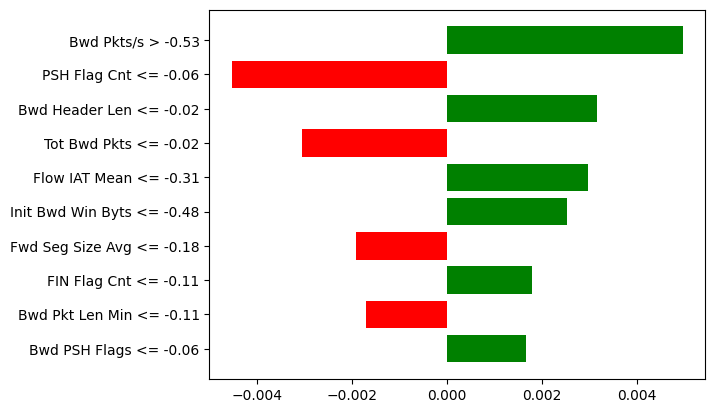 Bwd Pkts/s > -0.53
PSH Flag Cnt <= -0.06
Bwd Header Len <= -0.02
Tot Bwd Pkts <= -0.02
Flow IAT Mean <= -0.31
Init Bwd Win Byts <= -0.48
Fwd Seg Size Avg <= -0.18
FIN Flag Cnt <= -0.11
Bwd Pkt Len Min <= -0.11
Bwd PSH Flags <= -0.06
−0.004 −0.002 0.000 0.002 0.004